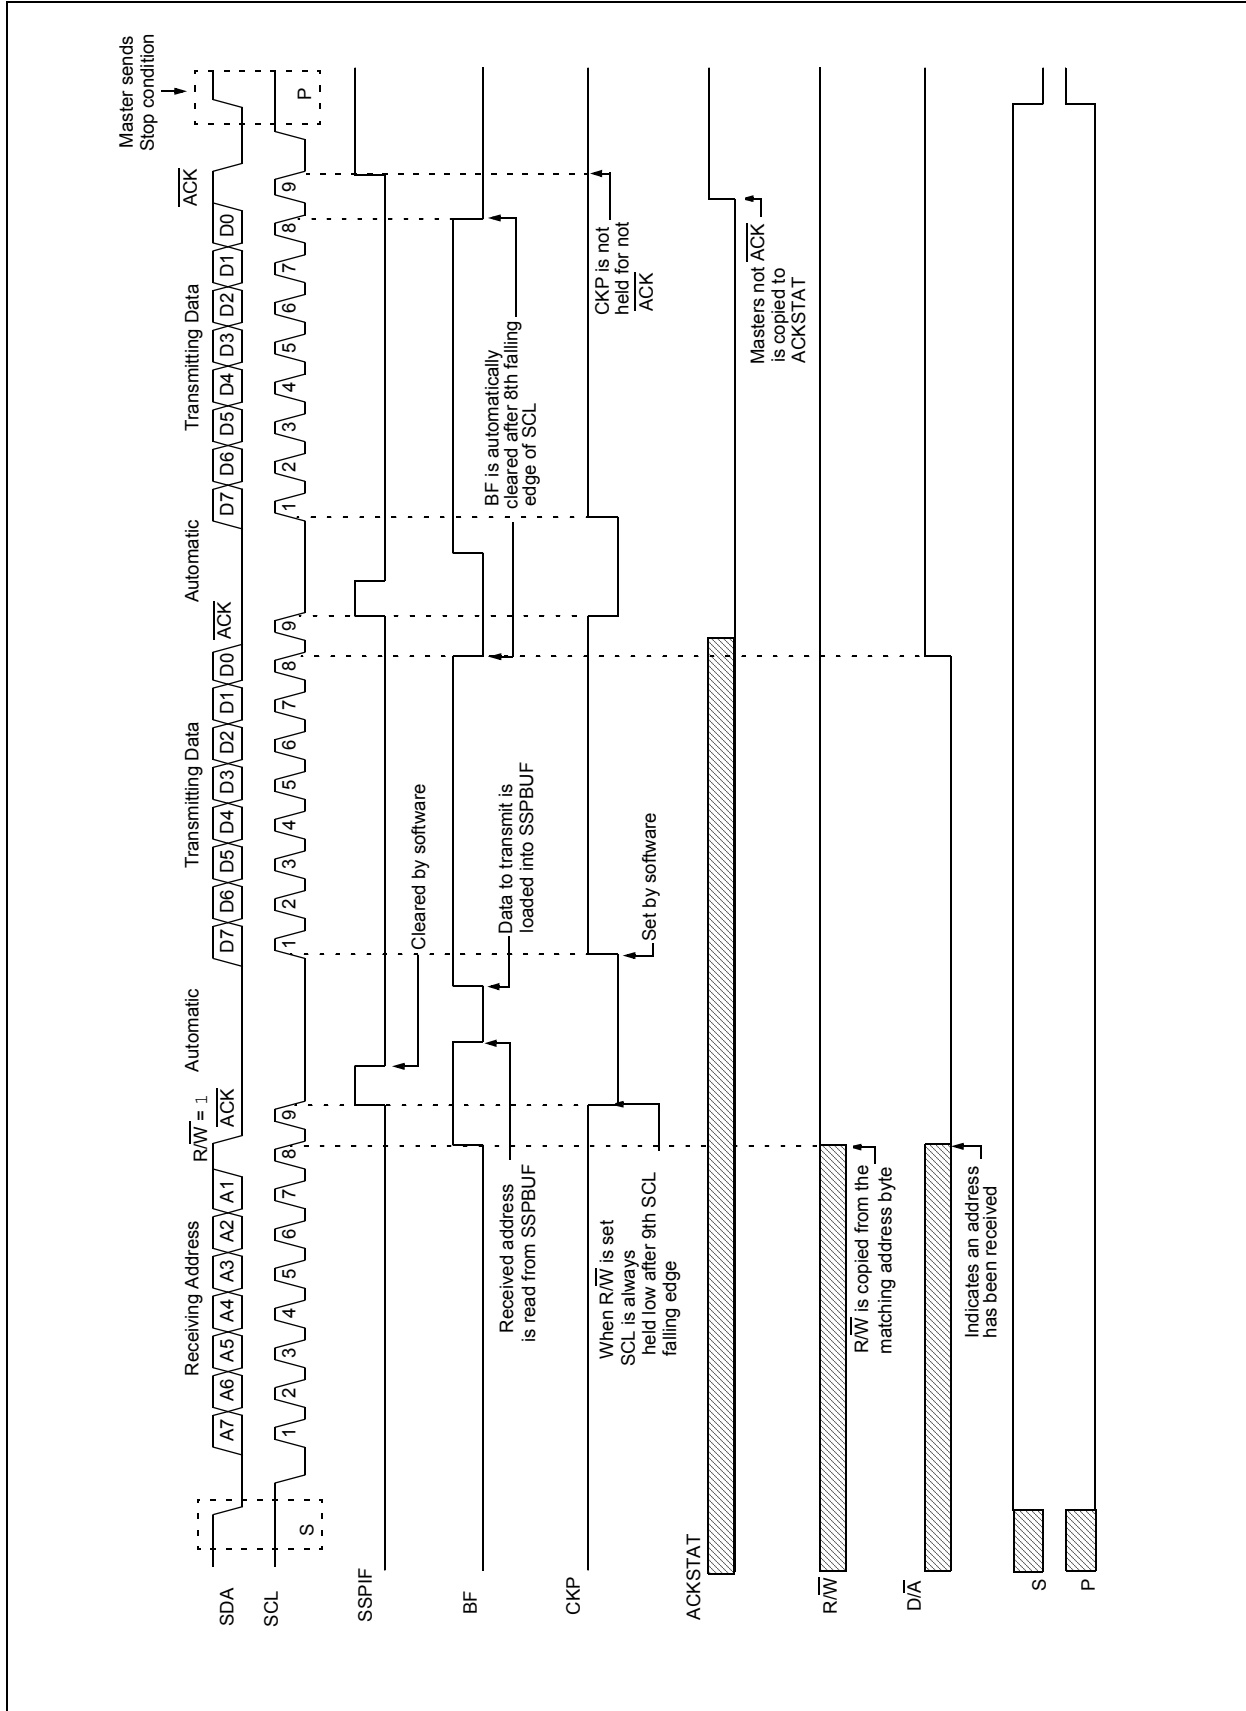 Master sends
Stop condition
Receiving Address
R/W = 1
ACK
Automatic
Transmitting Data
ACK
Automatic
Transmitting Data
ACK
SDA
A7 A6 A5 A4 A3 A2 A1
D7 D6 D5 D4 D3 D2 D1 D0
D7 D6 D5 D4 D3 D2 D1 D0
SCL
S
1 2 3 4 5 6 7 8 9
1 2 3 4 5 6 7 8 9
1 2 3 4 5 6 7 8 9
P
SSPIF
Cleared by software
BF
Received address
is read from SSPBUF
Data to transmit is
loaded into SSPBUF
BF is automatically
cleared after 8th falling
edge of SCL
CKP
When R/W is set
SCL is always
held low after 9th SCL
falling edge
Set by software
CKP is not
held for not
ACK
ACKSTAT
Masters not ACK
is copied to
ACKSTAT
R/W
R/W is copied from the
matching address byte
D/A
Indicates an address
has been received
S
P